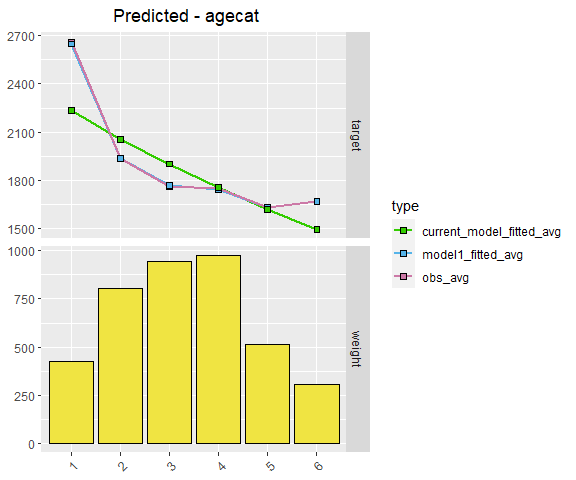 Predicted - agecat
2700
2400
2100
1800
1500
target
1000
750
500
250
0
weight
1
2
3
4
5
6
type
current_model_fitted_avg
model1_fitted_avg
obs_avg